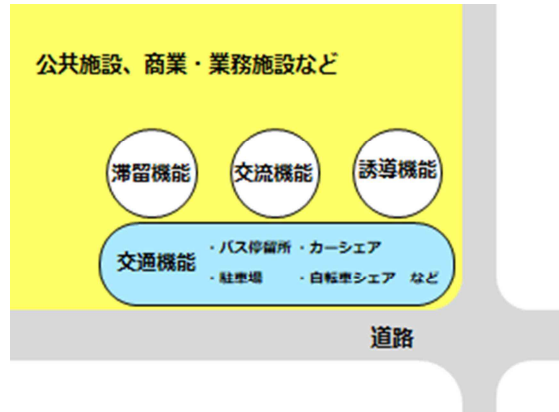 公共施設、商業・業務施設など
滞留機能
交流機能
誘導機能
交通機能
・バス停留所 ・カーシェア
・駐車場 ・自転車シェア など
道路